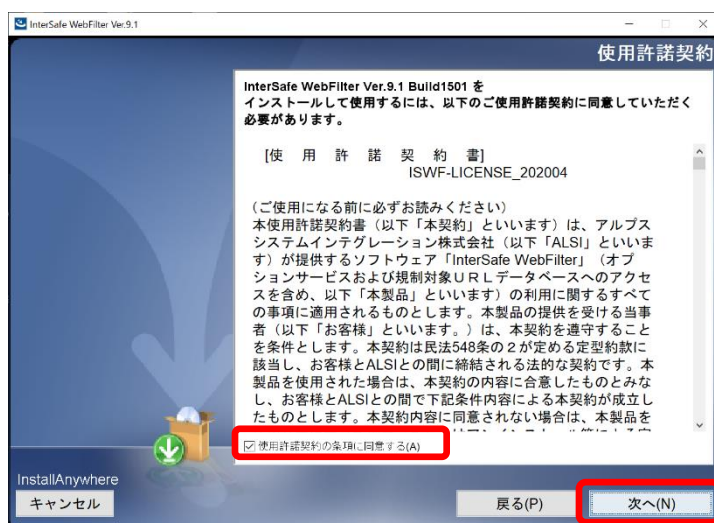 InterSafe WebFilter Ver.9.1
使用許諾契約
InterSafe WebFilter Ver.9.1 Build1501 を
インストールして使用するには、以下のご使用許諾契約に同意していただく
必要があります。
[使 用 許 諾 契 約 書]
ISWF-LICENSE_202004
(ご使用になる前に必ずお読みください)
本使用許諾契約書(以下「本契約」といいます)は、アルプス
システムインテグレーション株式会社(以下「ALSI」といいま
す)が提供するソフトウェア「InterSafe WebFilter」(オプ
ションサービスおよび規制対象URLデータベースへのアクセ
スを含め、以下「本製品」といいます)の利用に関するすべて
の事項に適用されるものとします。本製品の提供を受ける当事
者(以下「お客様」といいます。)は、本契約を遵守すること
を条件とします。本契約は民法548条の2が定める定型約款に
該当し、お客様とALSIとの間に締結される法的な契約です。本
製品を使用された場合は、本契約の内容に合意したものとみな
し、お客様とALSIとの間で下記条件内容による本契約が成立し
たものとします。本契約内容に同意されない場合は、本製品を
使用許諾契約の条項に同意する(A)
InstallAnywhere
キャンセル
戻る(P)
次へ(N)